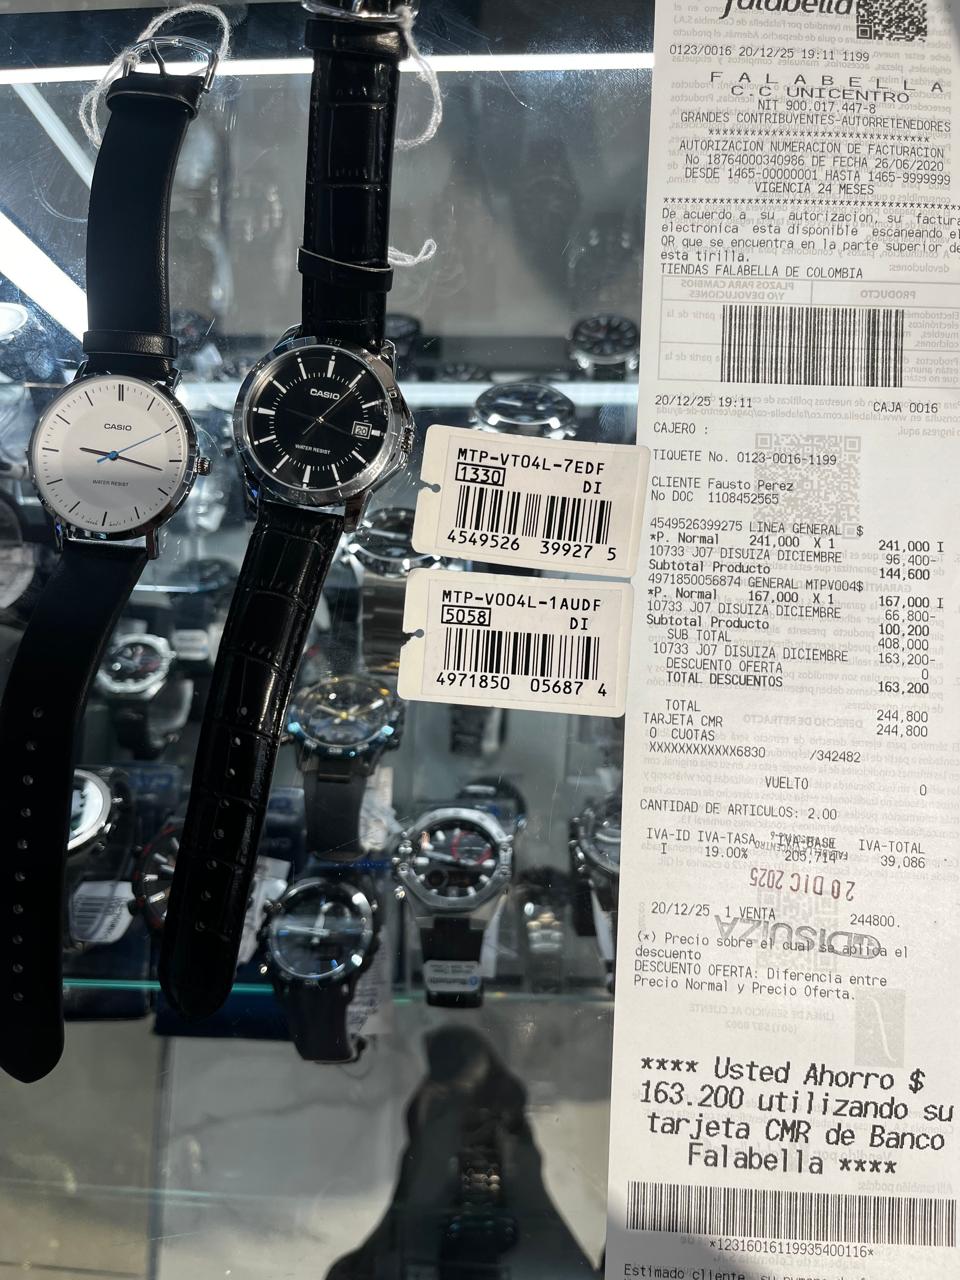 CASIO
WATER RESIST
CASIO
20
WATER RESIST
MTP-VT04L-7EDF
1330 DI
4549526 39927 5
MTP-V004L-1AUDF
5058 DI
4971850 05687 4
falabella
0123/0016 20/12/25 19:11 1199
F A L A B E L L A
C.C UNICENTRO
NIT 900.017.447-8
GRANDES CONTRIBUYENTES-AUTORRETENEDORES
AUTORIZACION NUMERACION DE FACTURACION
No 18764000340986 DE FECHA 26/06/2020
DESDE 1465-00000001 HASTA 1465-9999999
VIGENCIA 24 MESES
De acuerdo a su autorizacion, su factura
electronica esta disponible escaneando el
QR que se encuentra en la parte superior de
esta tirilla.
TIENDAS FALABELLA DE COLOMBIA
20/12/25 19:11 CAJA 0016
CAJERO :
TIQUETE No. 0123-0016-1199
CLIENTE Fausto Perez
No DOC 1108452565
4549526399275 LINEA GENERAL $
*P. Normal 241,000 X 1 241,000 I
10733 J07 DISUIZA DICIEMBRE 96,400-
Subtotal Producto 144,600
4971850056874 GENERAL MTPV004$
*P. Normal 167,000 X 1 167,000 I
10733 J07 DISUIZA DICIEMBRE 66,800-
Subtotal Producto 100,200
SUB TOTAL 408,000
10733 J07 DISUIZA DICIEMBRE 163,200-
DESCUENTO OFERTA 0
TOTAL DESCUENTOS 163,200
TOTAL 244,800
TARJETA CMR 244,800
0 CUOTAS
XXXXXXXXXXXX6830 /342482
VUELTO 0
CANTIDAD DE ARTICULOS: 2.00
IVA-ID IVA-TASA IVA-BASE IVA-TOTAL
I 19.00% 205,714 39,086
20 DIC 2025
20/12/25 1 VENTA 244800.
DISUIZA
(*) Precio sobre el cual se aplica el
descuento
DESCUENTO OFERTA: Diferencia entre
Precio Normal y Precio Oferta.
**** Usted Ahorro $
163.200 utilizando su
tarjeta CMR de Banco
Falabella ****
*12316016119935400116*